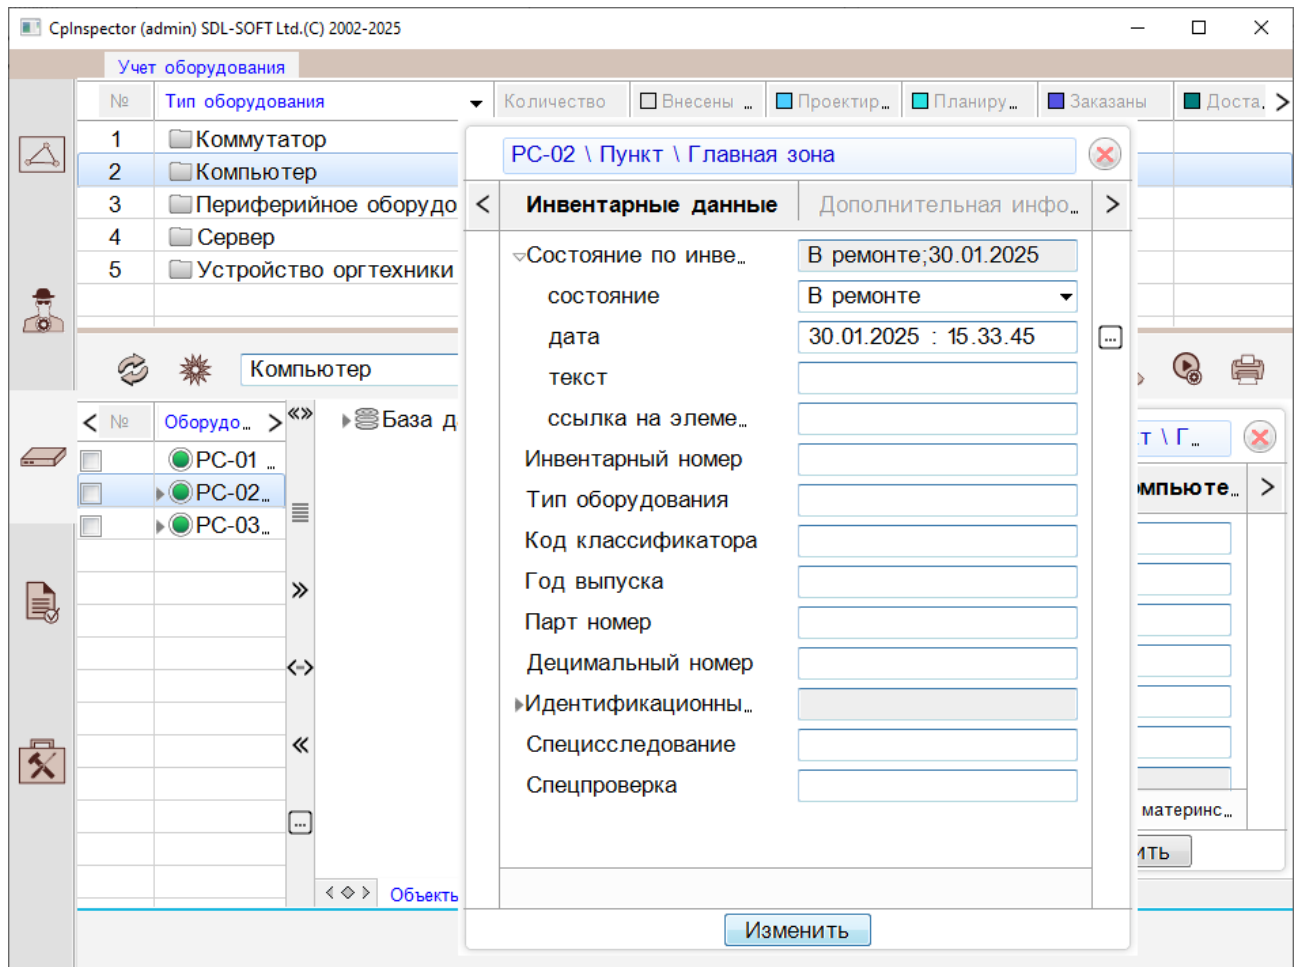 CpInspector (admin) SDL-SOFT Ltd.(C) 2002-2025
Учет оборудования
№ Тип оборудования Количество Внесены ... Проектир... Планиру... Заказаны Доста.
1 Коммутатор
2 Компьютер
3 Периферийное оборудо
4 Сервер
5 Устройство оргтехники
PC-02 \ Пункт \ Главная зона
Инвентарные данные Дополнительная инфо...
Состояние по инве... В ремонте;30.01.2025
состояние В ремонте
дата 30.01.2025 : 15.33.45
текст
ссылка на элеме...
Инвентарный номер
Тип оборудования
Код классификатора
Год выпуска
Парт номер
Децимальный номер
Идентификационны...
Специсследование
Спецпроверка
Изменить
Компьютер
№ Оборудо...
PC-01 ...
PC-02...
PC-03...
База д
Объекть
т \ Г...
мпьюте...
материнс...
ить